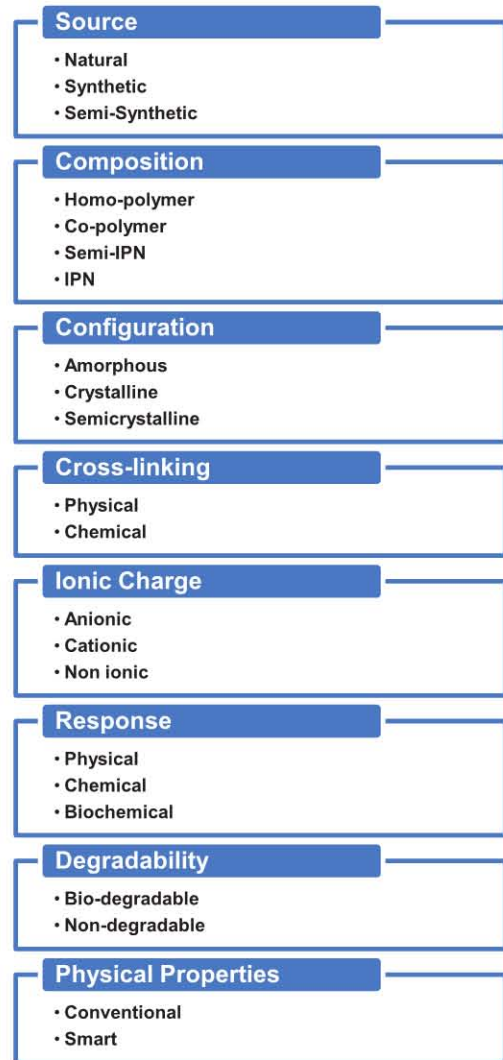 Source
• Natural
• Synthetic
• Semi-Synthetic
Composition
• Homo-polymer
• Co-polymer
• Semi-IPN
• IPN
Configuration
• Amorphous
• Crystalline
• Semicrystalline
Cross-linking
• Physical
• Chemical
Ionic Charge
• Anionic
• Cationic
• Non ionic
Response
• Physical
• Chemical
• Biochemical
Degradability
• Bio-degradable
• Non-degradable
Physical Properties
• Conventional
• Smart